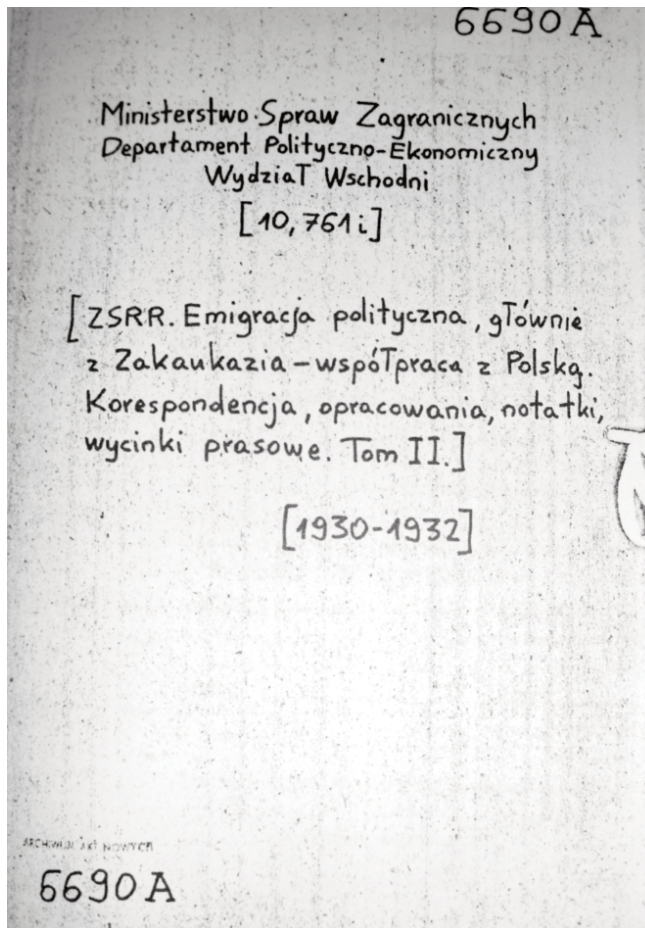 6690 A
Ministerstwo Spraw Zagranicznych
Departament Polityczno-Ekonomiczny
Wydział Wschodni
[10,761i]
[ZSRR. Emigracja polityczna, głównie
z Zakaukazia - współpraca z Polską.
Korespondencja, opracowania, notatki,
wycinki prasowe. Tom II.]
[1930-1932]
ARCHIWUM AKT NOWYCH
6690 A